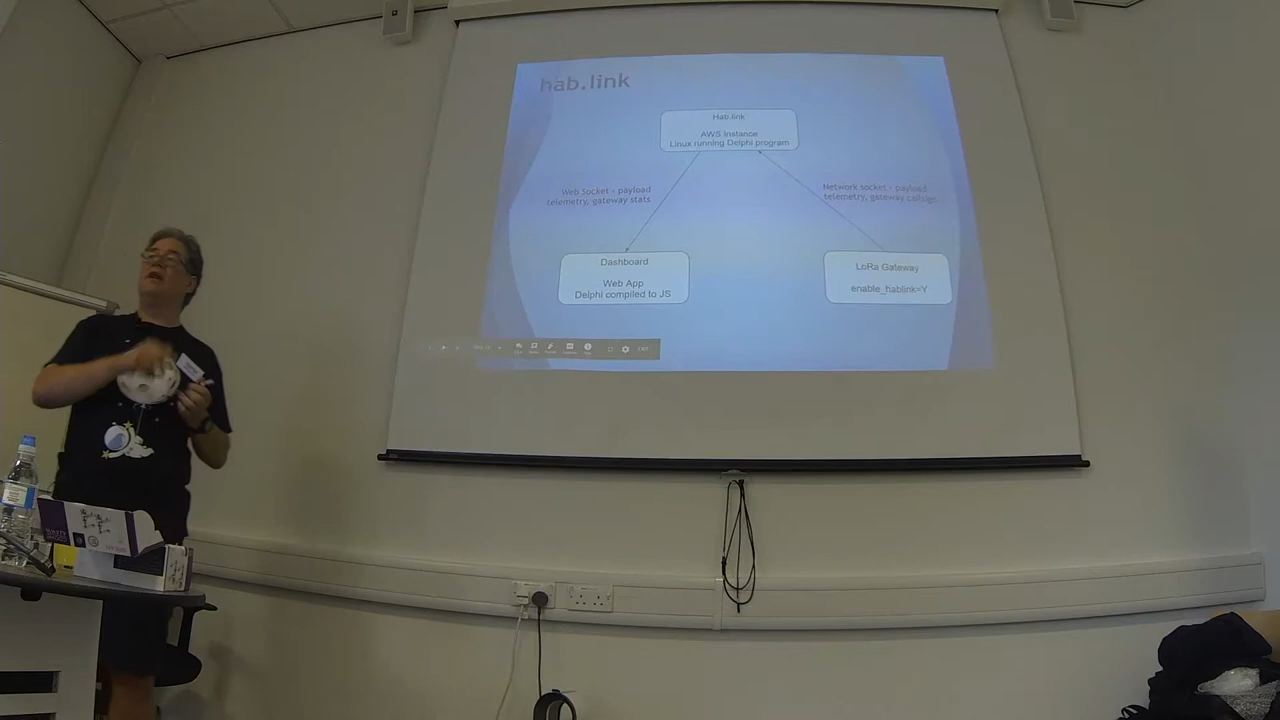 hab.link
Hab.link
AWS Instance
Linux running Delphi program
Web Socket - payload
telemetry, gateway stats
Network socket - payload
telemetry, gateway callsign
Dashboard
Web App
Delphi compiled to JS
LoRa Gateway
enable_hablink=Y